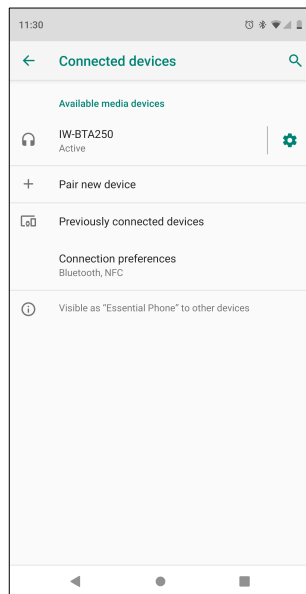 11:30
Connected devices
Available media devices
IW-BTA250
Active
Pair new device
Previously connected devices
Connection preferences
Bluetooth, NFC
Visible as “Essential Phone” to other devices